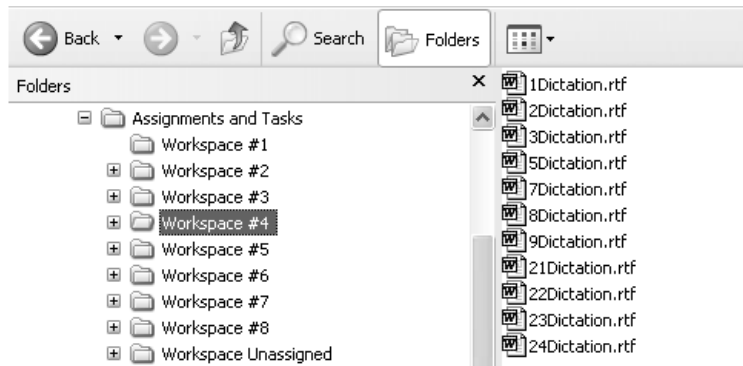 Back Search Folders
Folders
Assignments and Tasks
Workspace #1
Workspace #2
Workspace #3
Workspace #4
Workspace #5
Workspace #6
Workspace #7
Workspace #8
Workspace Unassigned
1Dictation.rtf
2Dictation.rtf
3Dictation.rtf
5Dictation.rtf
7Dictation.rtf
8Dictation.rtf
9Dictation.rtf
21Dictation.rtf
22Dictation.rtf
23Dictation.rtf
24Dictation.rtf